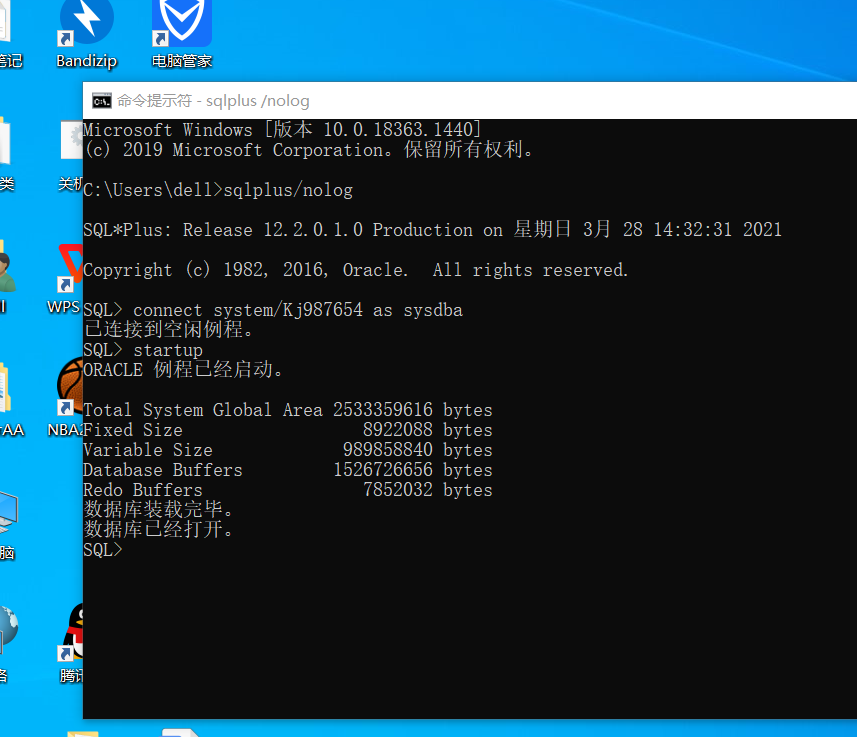 笔记
Bandizip
电脑管家
命令提示符 - sqlplus /nolog
Microsoft Windows [版本 10.0.18363.1440]
(c) 2019 Microsoft Corporation。保留所有权利。
C:\Users\dell>sqlplus/nolog
SQL*Plus: Release 12.2.0.1.0 Production on 星期日 3月 28 14:32:31 2021
Copyright (c) 1982, 2016, Oracle.  All rights reserved.
SQL> connect system/Kj987654 as sysdba
已连接到空闲例程。
SQL> startup
ORACLE 例程已经启动。
Total System Global Area 2533359616 bytes
Fixed Size                  8922088 bytes
Variable Size             989858840 bytes
Database Buffers         1526726656 bytes
Redo Buffers                7852032 bytes
数据库装载完毕。
数据库已经打开。
SQL>
类
关机
WPS
AA
NBA2
脑
络
腾讯